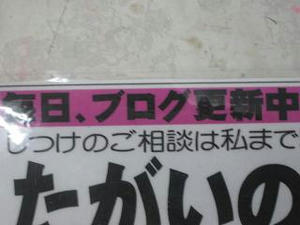 毎日、ブログ更新中
しつけのご相談は私まで
たがいの